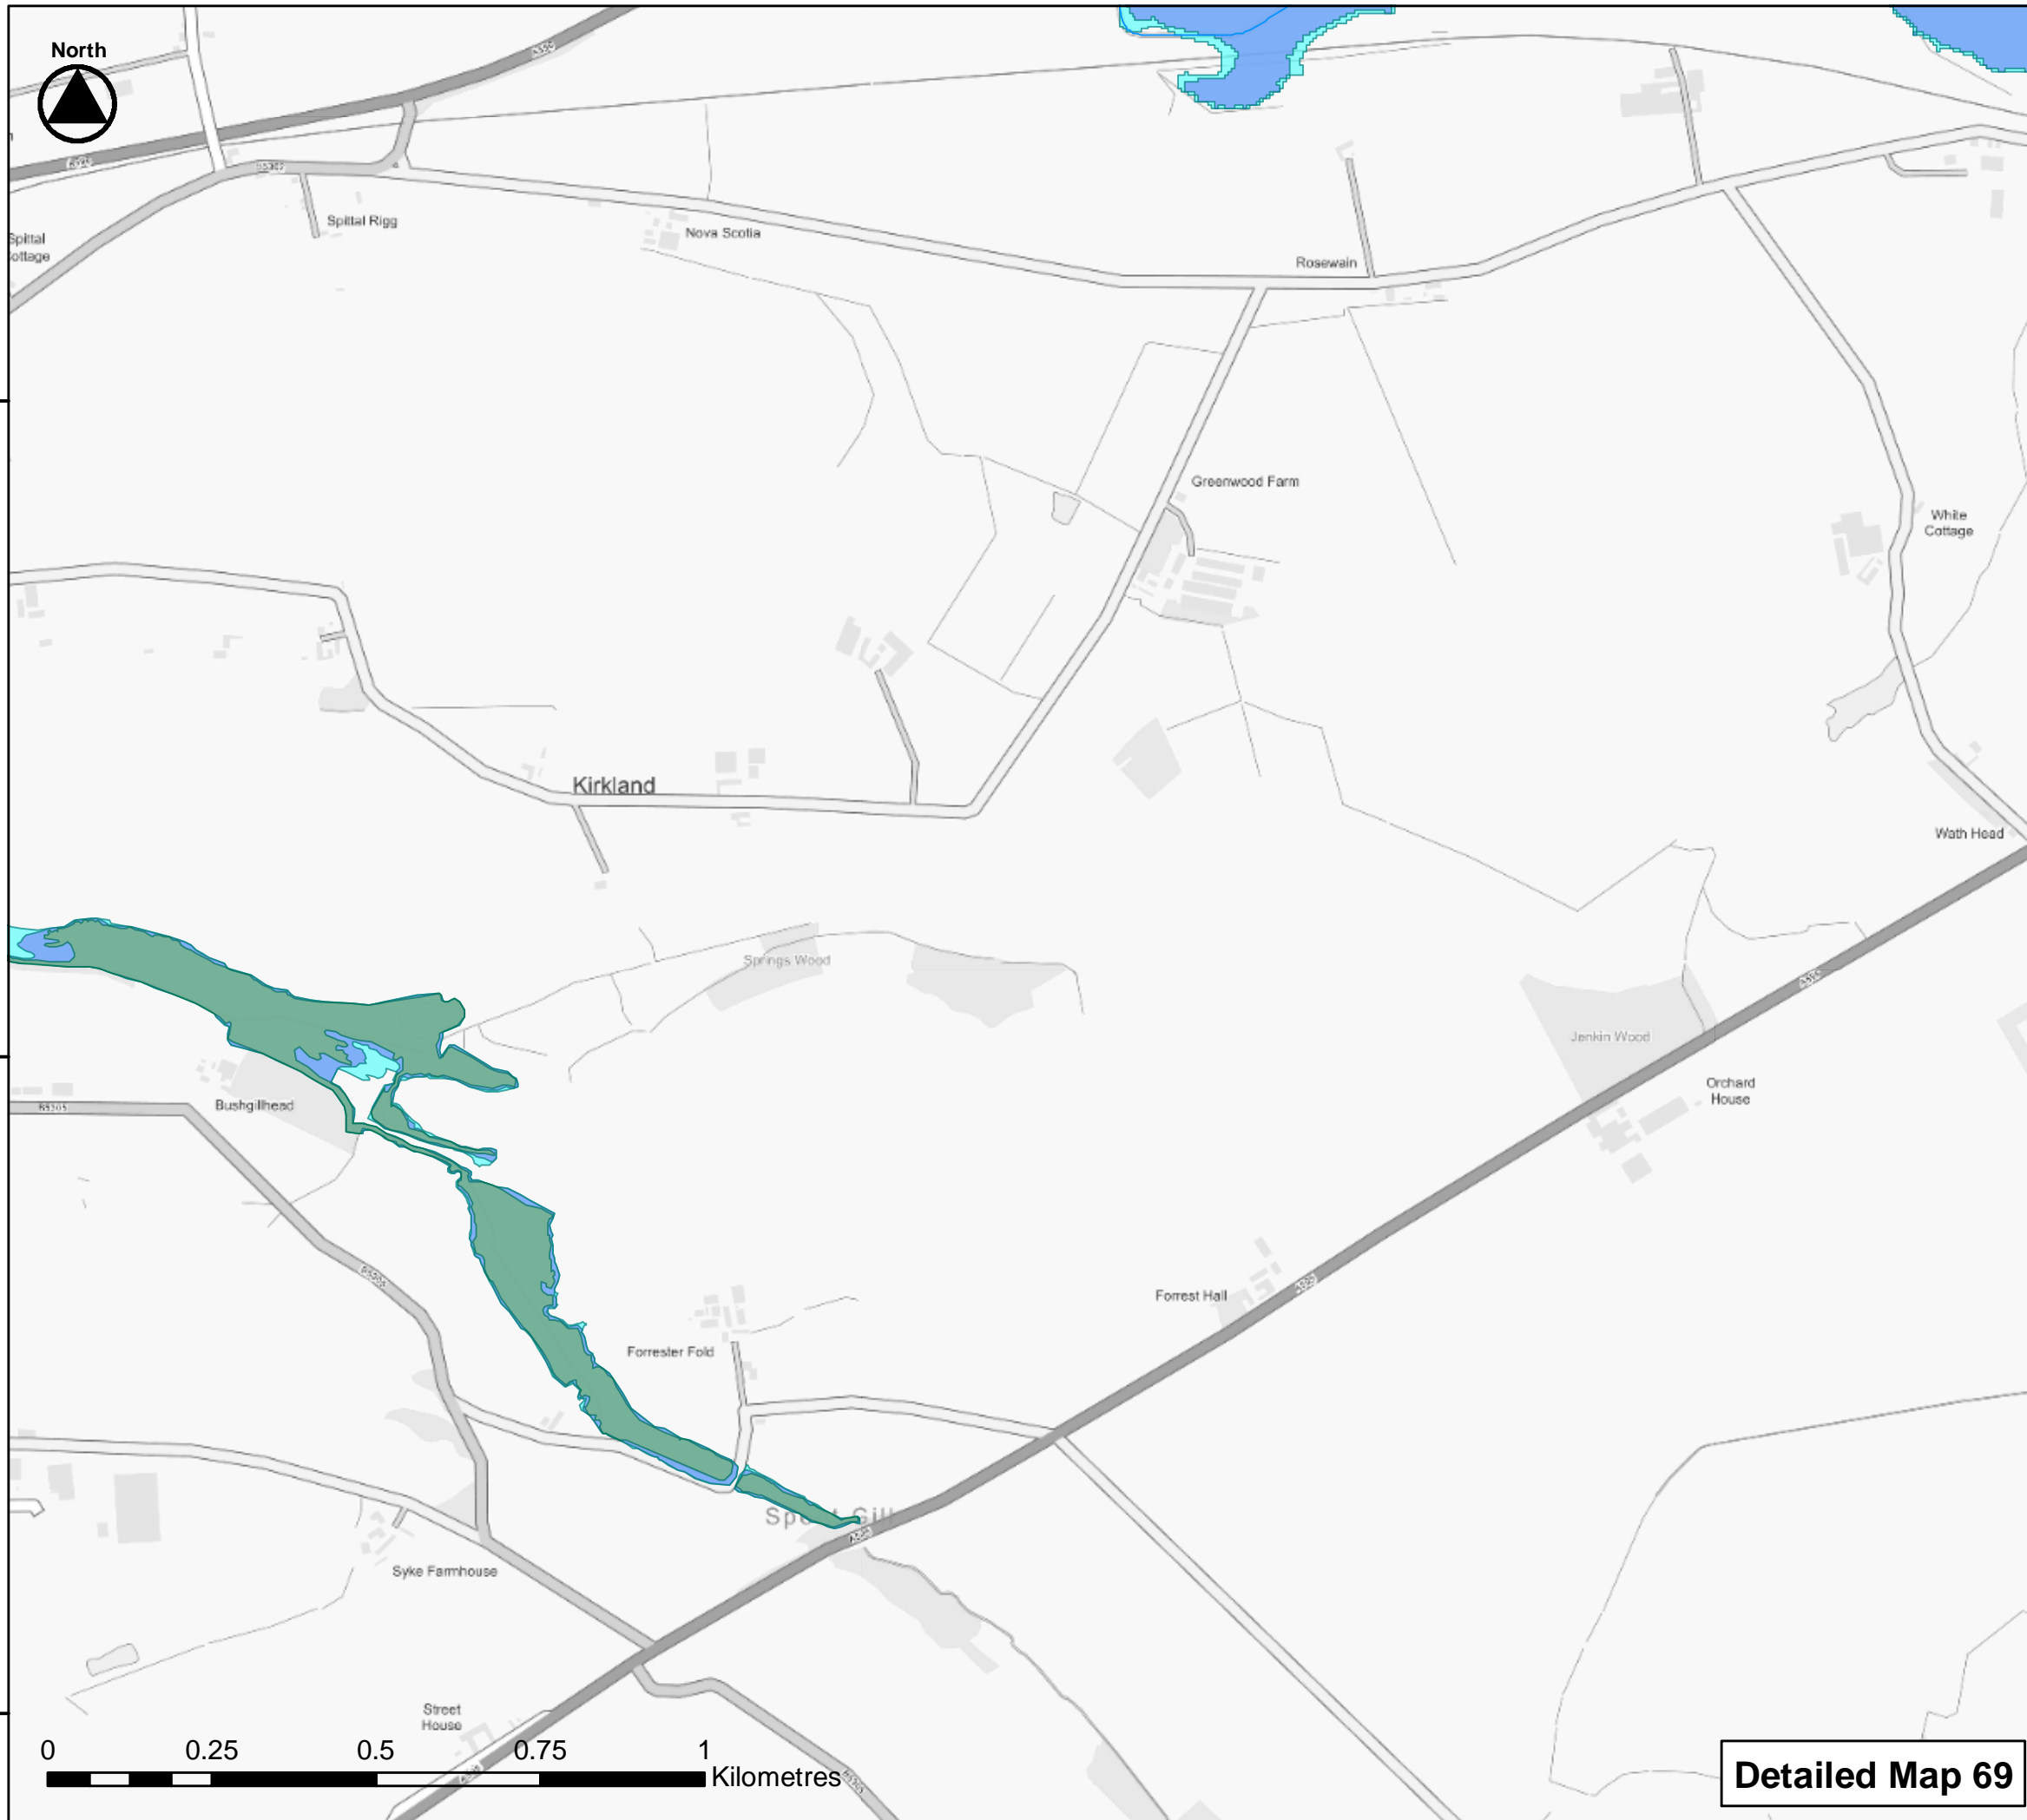 North
B5302
Spittal Rigg
Spittal
Nova Scotia
Rosewain
Greenwood Farm
White
Cottage
Kirkland
Wath Head
Springs Wood
Jenkin Wood
Orchard
House
Bushgillhead
B5305
Forrest Hall
Forrester Fold
Syke Farmhouse
Street
House
0 0.25 0.5 0.75 1
Kilometres
Detailed Map 69